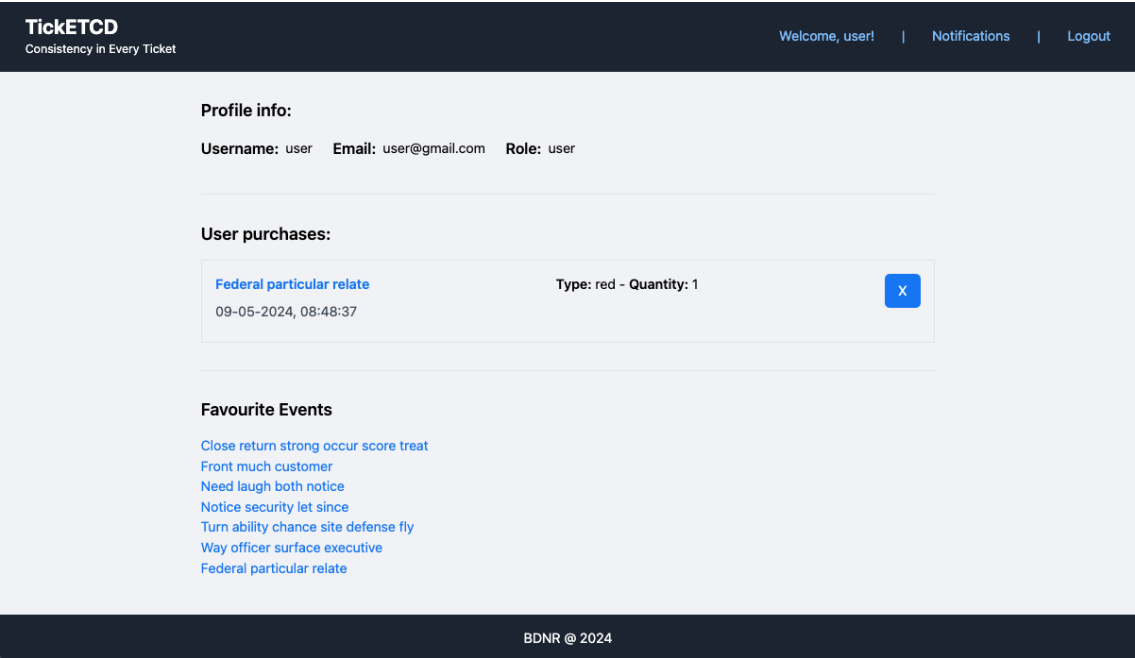 TickETCD
Consistency in Every Ticket
Welcome, user! | Notifications | Logout
Profile info:
Username: user Email: user@gmail.com Role: user
User purchases:
Federal particular relate Type: red - Quantity: 1 X
09-05-2024, 08:48:37
Favourite Events
Close return strong occur score treat
Front much customer
Need laugh both notice
Notice security let since
Turn ability chance site defense fly
Way officer surface executive
Federal particular relate
BDNR @ 2024